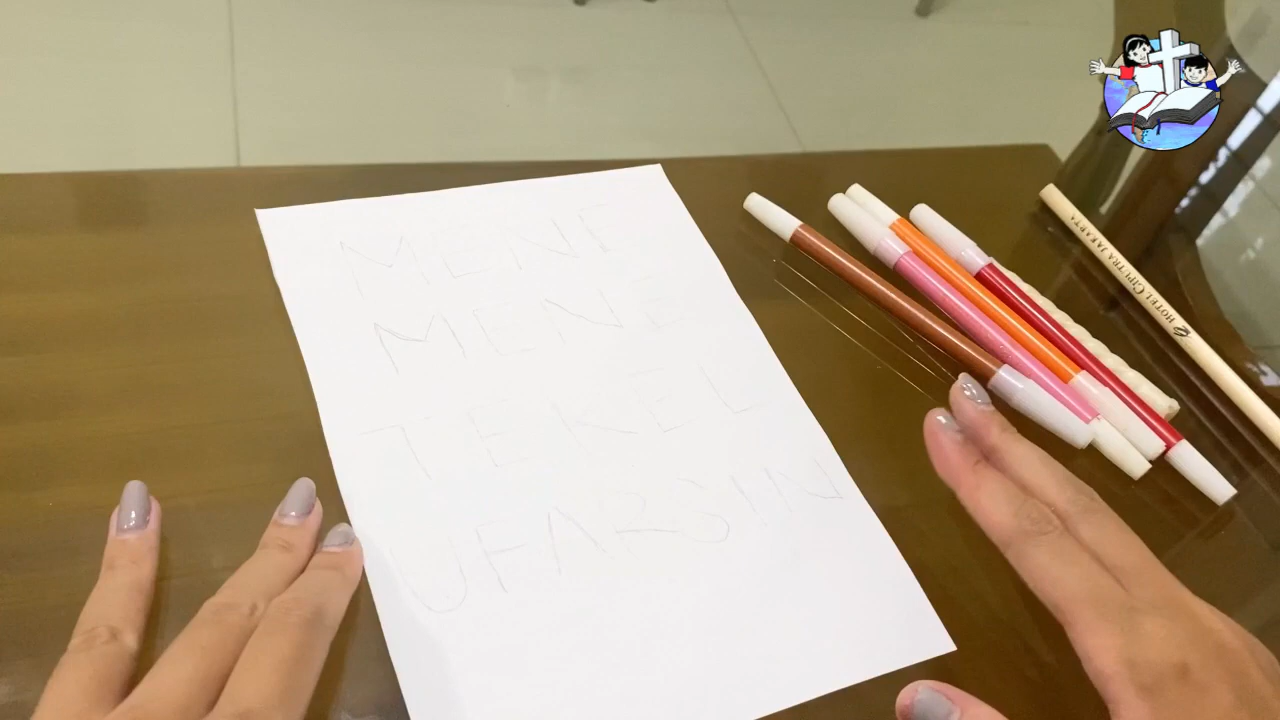 MENE
MENE
TEKEL
UFARSIN
HOTEL CIPUTRA JAKARTA